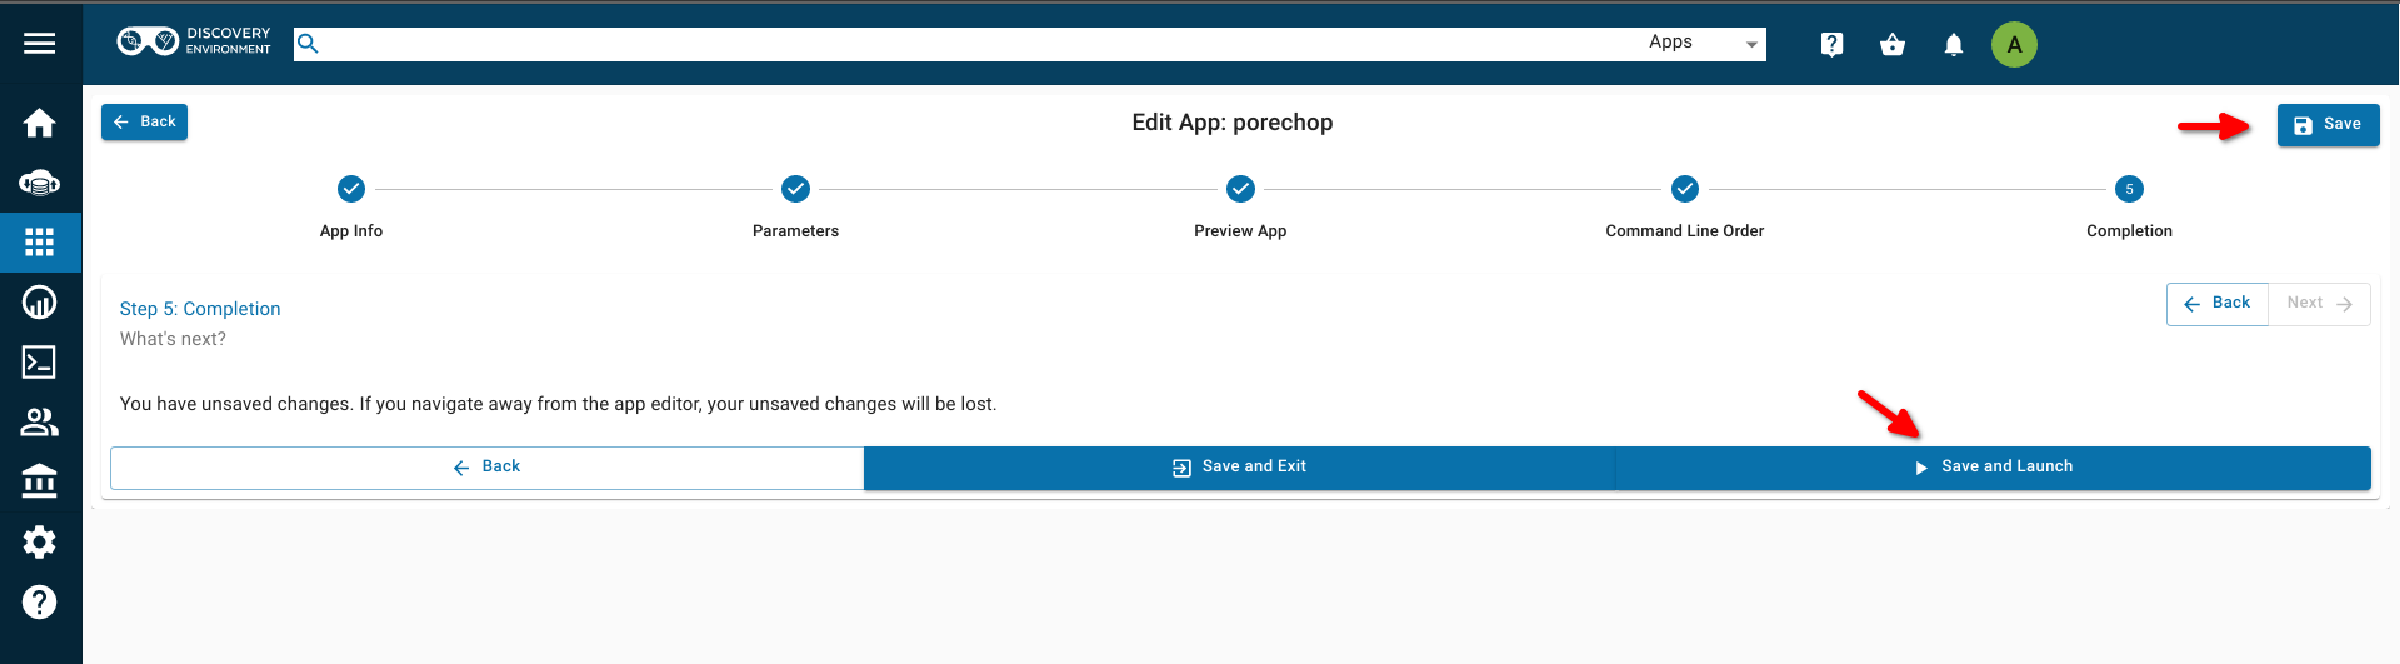 DISCOVERY
ENVIRONMENT
Apps
A
Back
Edit App: porechop
Save
5
App Info
Parameters
Preview App
Command Line Order
Completion
Step 5: Completion
Back
Next
What's next?
You have unsaved changes. If you navigate away from the app editor, your unsaved changes will be lost.
Back
Save and Exit
Save and Launch